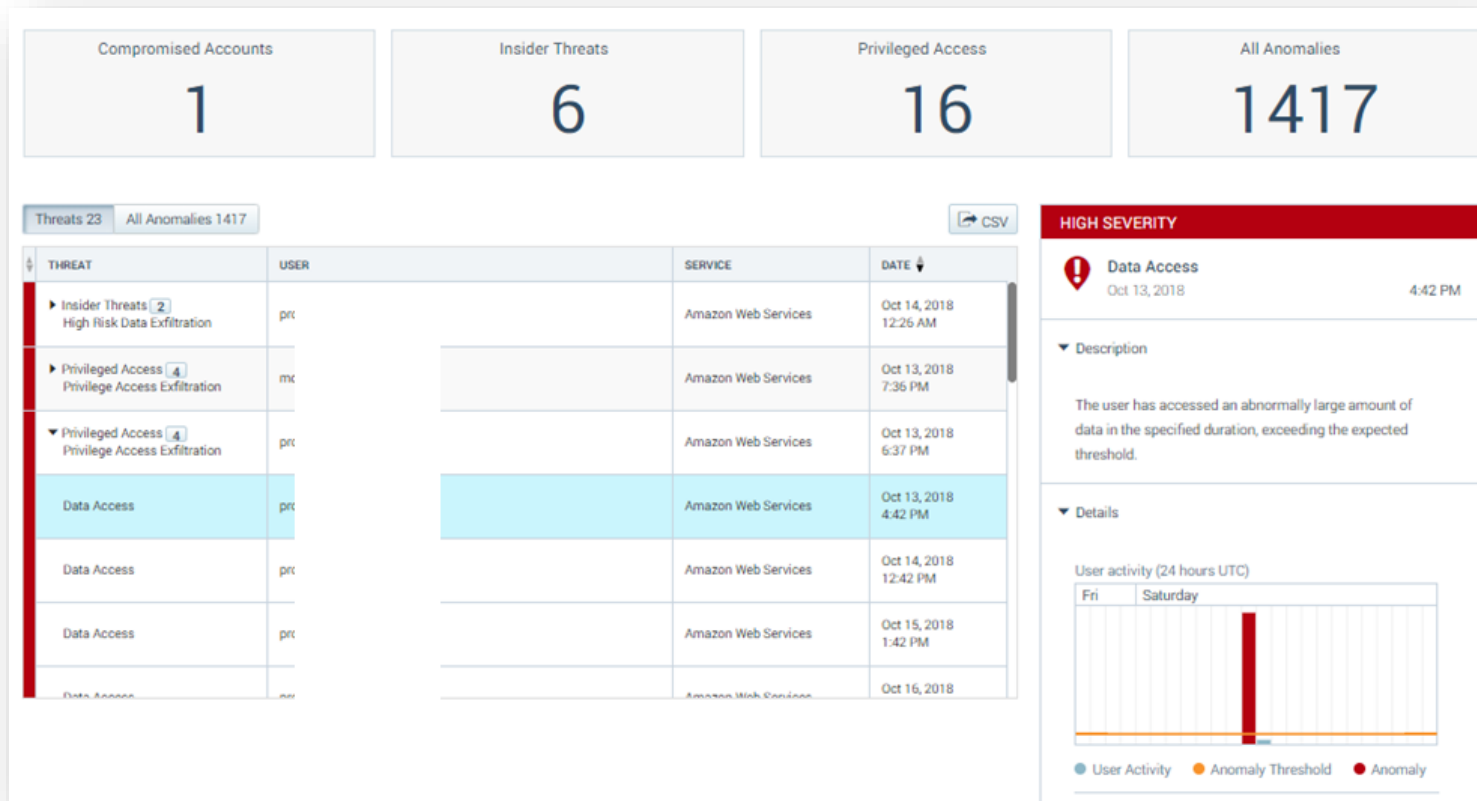 Compromised Accounts
1
Insider Threats
6
Privileged Access
16
All Anomalies
1417
Threats 23
All Anomalies 1417
CSV
THREAT USER SERVICE DATE
Insider Threats 2
High Risk Data Exfiltration
Amazon Web Services
Oct 14, 2018
12:26 AM
Privileged Access 4
Privilege Access Exfiltration
Amazon Web Services
Oct 13, 2018
7:36 PM
Privileged Access 4
Privilege Access Exfiltration
Amazon Web Services
Oct 13, 2018
6:37 PM
Data Access
Amazon Web Services
Oct 13, 2018
4:42 PM
Data Access
Amazon Web Services
Oct 14, 2018
12:42 PM
Data Access
Amazon Web Services
Oct 15, 2018
1:42 PM
Data Access
Amazon Web Services
Oct 16, 2018
HIGH SEVERITY
Data Access
Oct 13, 2018 4:42 PM
Description
The user has accessed an abnormally large amount of
data in the specified duration, exceeding the expected
threshold.
Details
User activity (24 hours UTC)
Fri Saturday
User Activity Anomaly Threshold Anomaly